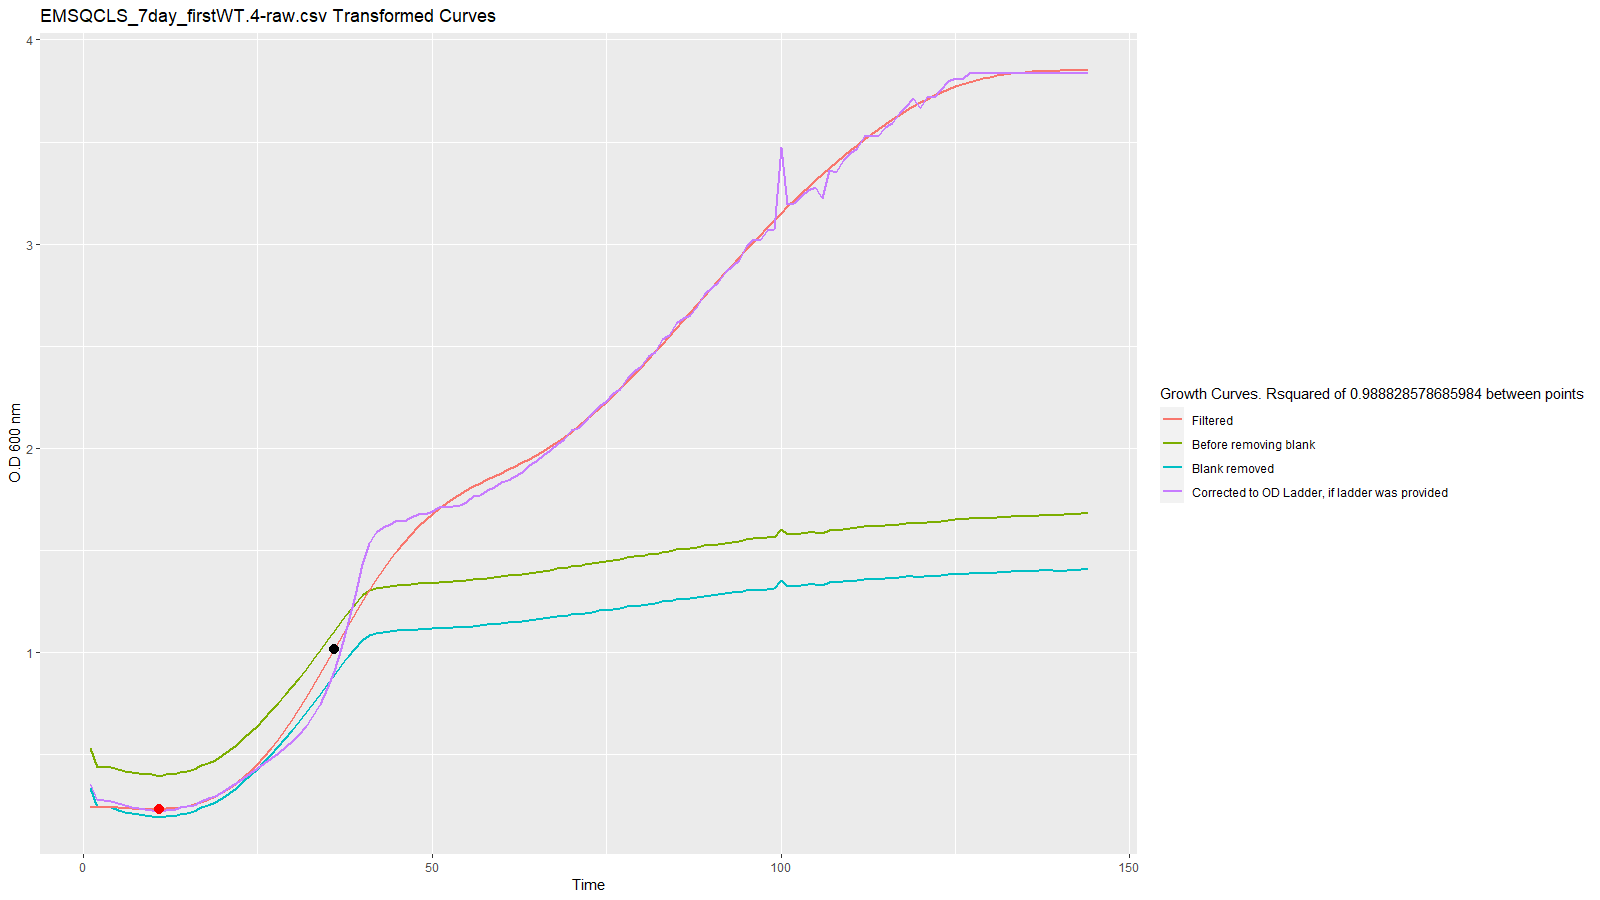 EMSQCLS_7day_firstWT.4-raw.csv Transformed Curves
4
3
2
1
O.D 600 nm
0
50
100
150
Time
Growth Curves. Rsquared of 0.988828578685984 between points
Filtered
Before removing blank
Blank removed
Corrected to OD Ladder, if ladder was provided